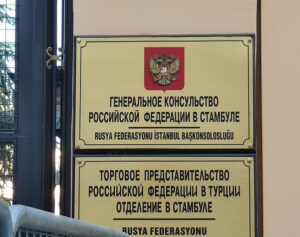 ГЕНЕРАЛЬНОЕ КОНСУЛЬСТВО
РОССИЙСКОЙ ФЕДЕРАЦИИ В СТАМБУЛЕ
RUSYA FEDERASYONU İSTANBUL BAŞKONSOLOSLUĞU
ТОРГОВОЕ ПРЕДСТАВИТЕЛЬСТВО
РОССИЙСКОЙ ФЕДЕРАЦИИ В ТУРЦИИ
ОТДЕЛЕНИЕ В СТАМБУЛЕ
RUSYA FEDERASYONU